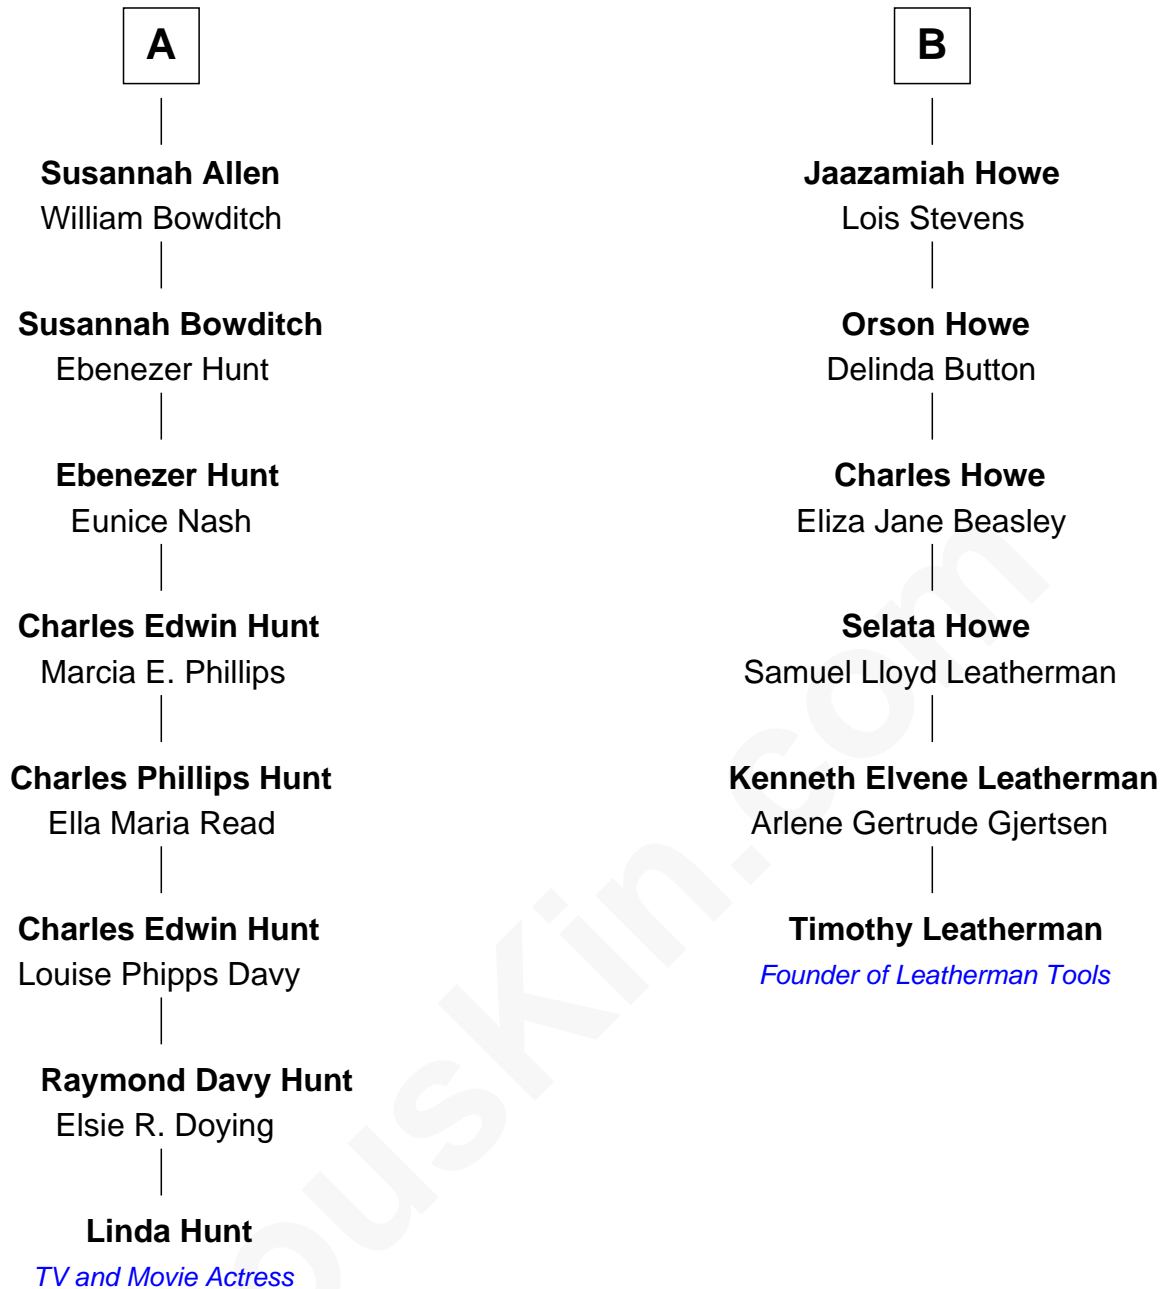 A
Susannah Allen
William Bowditch
Susannah Bowditch
Ebenezer Hunt
Ebenezer Hunt
Eunice Nash
Charles Edwin Hunt
Marcia E. Phillips
Charles Phillips Hunt
Ella Maria Read
Charles Edwin Hunt
Louise Phipps Davy
Raymond Davy Hunt
Elsie R. Doying
Linda Hunt
TV and Movie Actress
B
Jaazamiah Howe
Lois Stevens
Orson Howe
Delinda Button
Charles Howe
Eliza Jane Beasley
Selata Howe
Samuel Lloyd Leatherman
Kenneth Elvene Leatherman
Arlene Gertrude Gjertsen
Timothy Leatherman
Founder of Leatherman Tools
ousKin.com